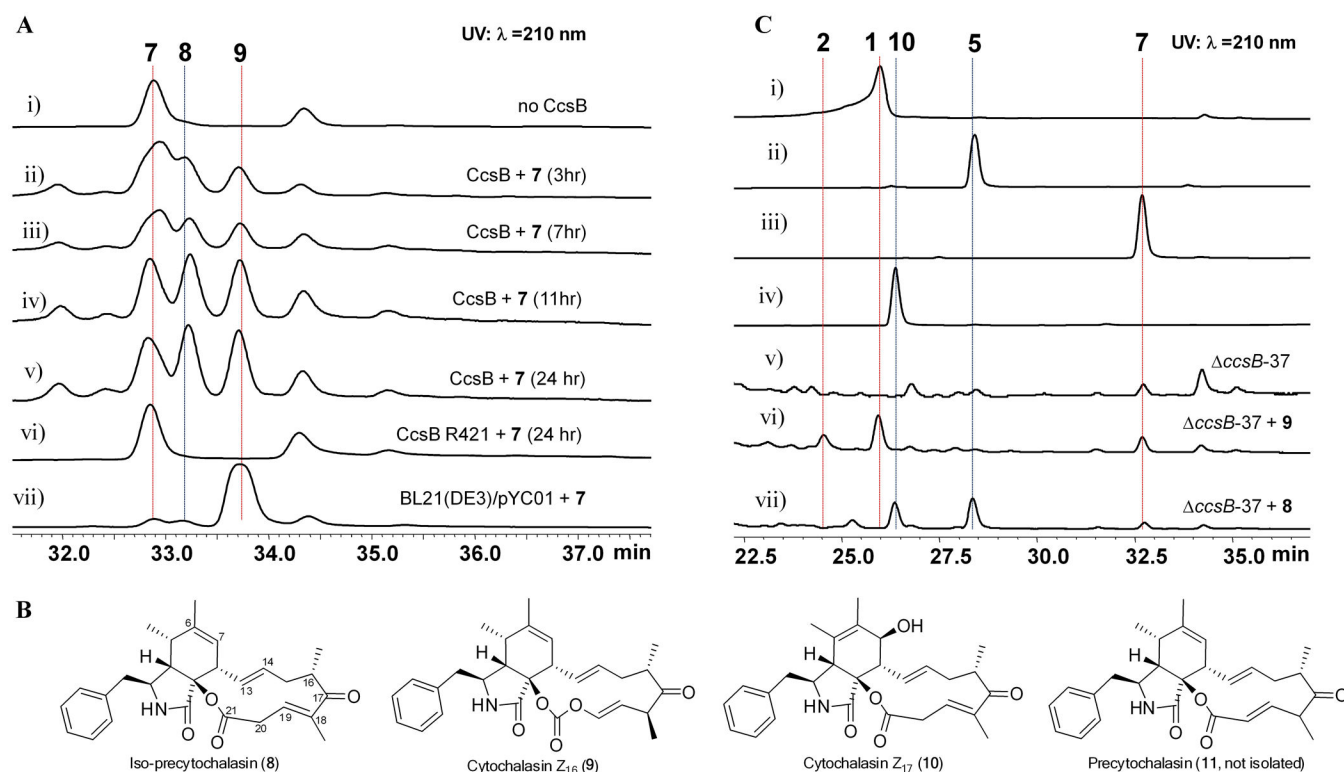 A
UV: λ =210 nm
7 8 9
i) no CcsB
ii) CcsB + 7 (3hr)
iii) CcsB + 7 (7hr)
iv) CcsB + 7 (11hr)
v) CcsB + 7 (24 hr)
vi) CcsB R421 + 7 (24 hr)
vii) BL21(DE3)/pYC01 + 7
32.0 33.0 34.0 35.0 36.0 37.0 min
C
UV: λ =210 nm
2 1 10 5 7
i)
ii)
iii)
iv)
v) ΔccsB-37
vi) ΔccsB-37 + 9
vii) ΔccsB-37 + 8
22.5 25.0 27.5 30.0 32.5 35.0 min
B
6 7 14 H 13 16 17 O
HN O O 21 20 19 18 O
Iso-precytochalasin (8)
H O
HN O O O O
Cytochalasin Z16 (9)
OH H O
HN O O O
Cytochalasin Z17 (10)
H O
HN O O O
Precytochalasin (11, not isolated)